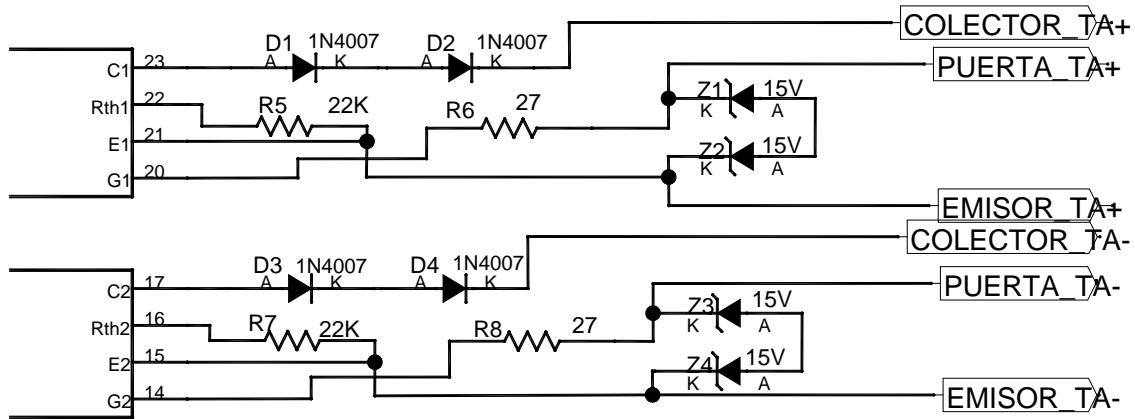 COLECTOR_TA+
D1 1N4007 D2 1N4007
A K A K
C1 23
PUERTA_TA+
Rth1 22
R5 22K R6 27
Z1 15V
K A
E1 21
Z2 15V
K A
G1 20
EMISOR_TA+
COLECTOR_TA-
D3 1N4007 D4 1N4007
A K A K
C2 17
PUERTA_TA-
Rth2 16
R7 22K R8 27
Z3 15V
K A
E2 15
Z4 15V
K A
G2 14
EMISOR_TA-